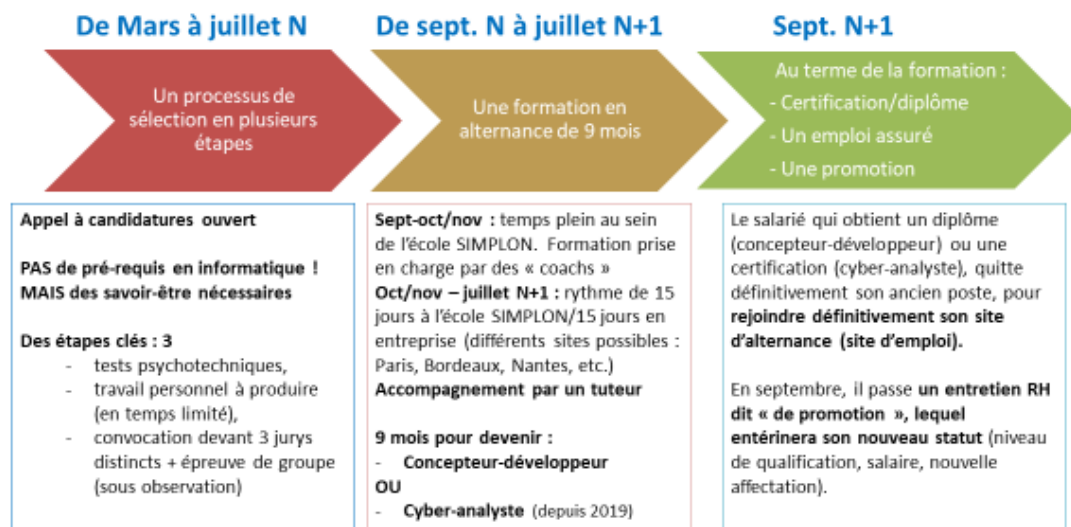 De Mars à juillet N
Un processus de
sélection en plusieurs
étapes
Appel à candidatures ouvert
PAS de pré-requis en informatique !
MAIS des savoir-être nécessaires
Des étapes clés : 3
- tests psychotechniques,
- travail personnel à produire
(en temps limité),
- convocation devant 3 jurys
distincts + épreuve de groupe
(sous observation)
De sept. N à juillet N+1
Une formation en
alternance de 9 mois
Sept-oct/nov : temps plein au sein
de l'école SIMPLON. Formation prise
en charge par des « coachs »
Oct/nov – juillet N+1 : rythme de 15
jours à l'école SIMPLON/15 jours en
entreprise (différents sites possibles :
Paris, Bordeaux, Nantes, etc.)
Accompagnement par un tuteur
9 mois pour devenir :
- Concepteur-développeur
OU
- Cyber-analyste (depuis 2019)
Sept. N+1
Au terme de la formation :
- Certification/diplôme
- Un emploi assuré
- Une promotion
Le salarié qui obtient un diplôme
(concepteur-développeur) ou une
certification (cyber-analyste), quitte
définitivement son ancien poste, pour
rejoindre définitivement son site
d'alternance (site d'emploi).
En septembre, il passe un entretien RH
dit « de promotion », lequel
entérinera son nouveau statut (niveau
de qualification, salaire, nouvelle
affectation).